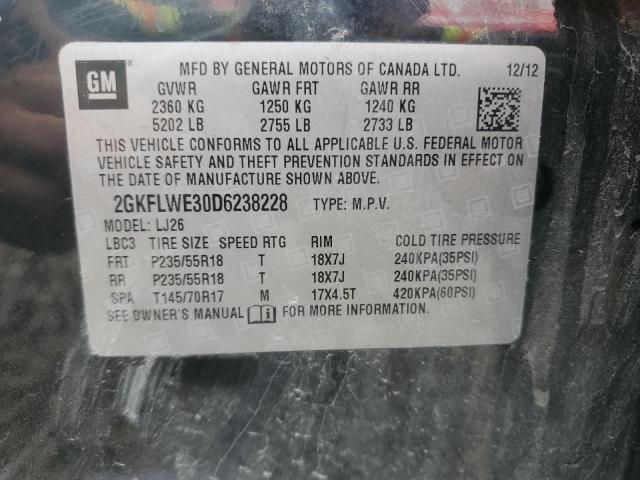 GM
MFD BY GENERAL MOTORS OF CANADA LTD. 12/12
GVWR GAWR FRT GAWR RR
2360 KG 1250 KG 1240 KG
5202 LB 2755 LB 2733 LB
THIS VEHICLE CONFORMS TO ALL APPLICABLE U.S. FEDERAL MOTOR
VEHICLE SAFETY AND THEFT PREVENTION STANDARDS IN EFFECT ON
THE DATE OF MANUFACTURE SHOWN ABOVE.
2GKFLWE30D6238228 TYPE: M.P.V.
MODEL: LJ26
LBC3 TIRE SIZE SPEED RTG RIM COLD TIRE PRESSURE
FRT P235/55R18 T 18X7J 240KPA(35PSI)
RR P235/55R18 T 18X7J 240KPA(35PSI)
SPA T145/70R17 M 17X4.5T 420KPA(60PSI)
SEE OWNER'S MANUAL FOR MORE INFORMATION.